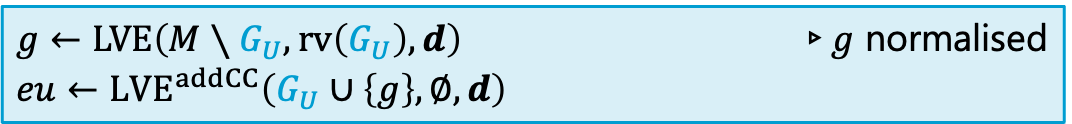 g ← LVE(M \ G_U, rv(G_U), d) ▹ g normalised
eu ← LVE^addCC(G_U ∪ {g}, ∅, d)